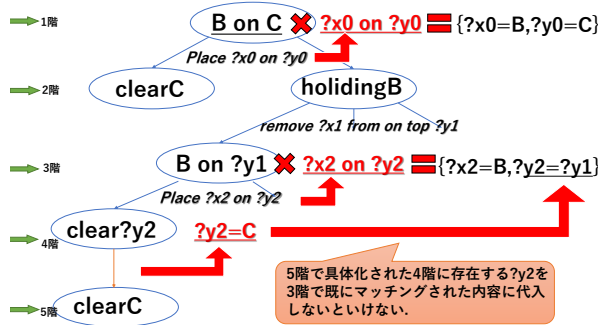 1階
B on C ✖ ?x0 on ?y0 = {?x0=B,?y0=C}
Place ?x0 on ?y0
2階
clearC
holidingB
remove ?x1 from on top ?y1
3階
B on ?y1 ✖ ?x2 on ?y2 = {?x2=B,?y2=?y1}
Place ?x2 on ?y2
4階
clear?y2
?y2=C
5階で具体化された4階に存在する?y2を
3階で既にマッチングされた内容に代入
しないといけない.
5階
clearC